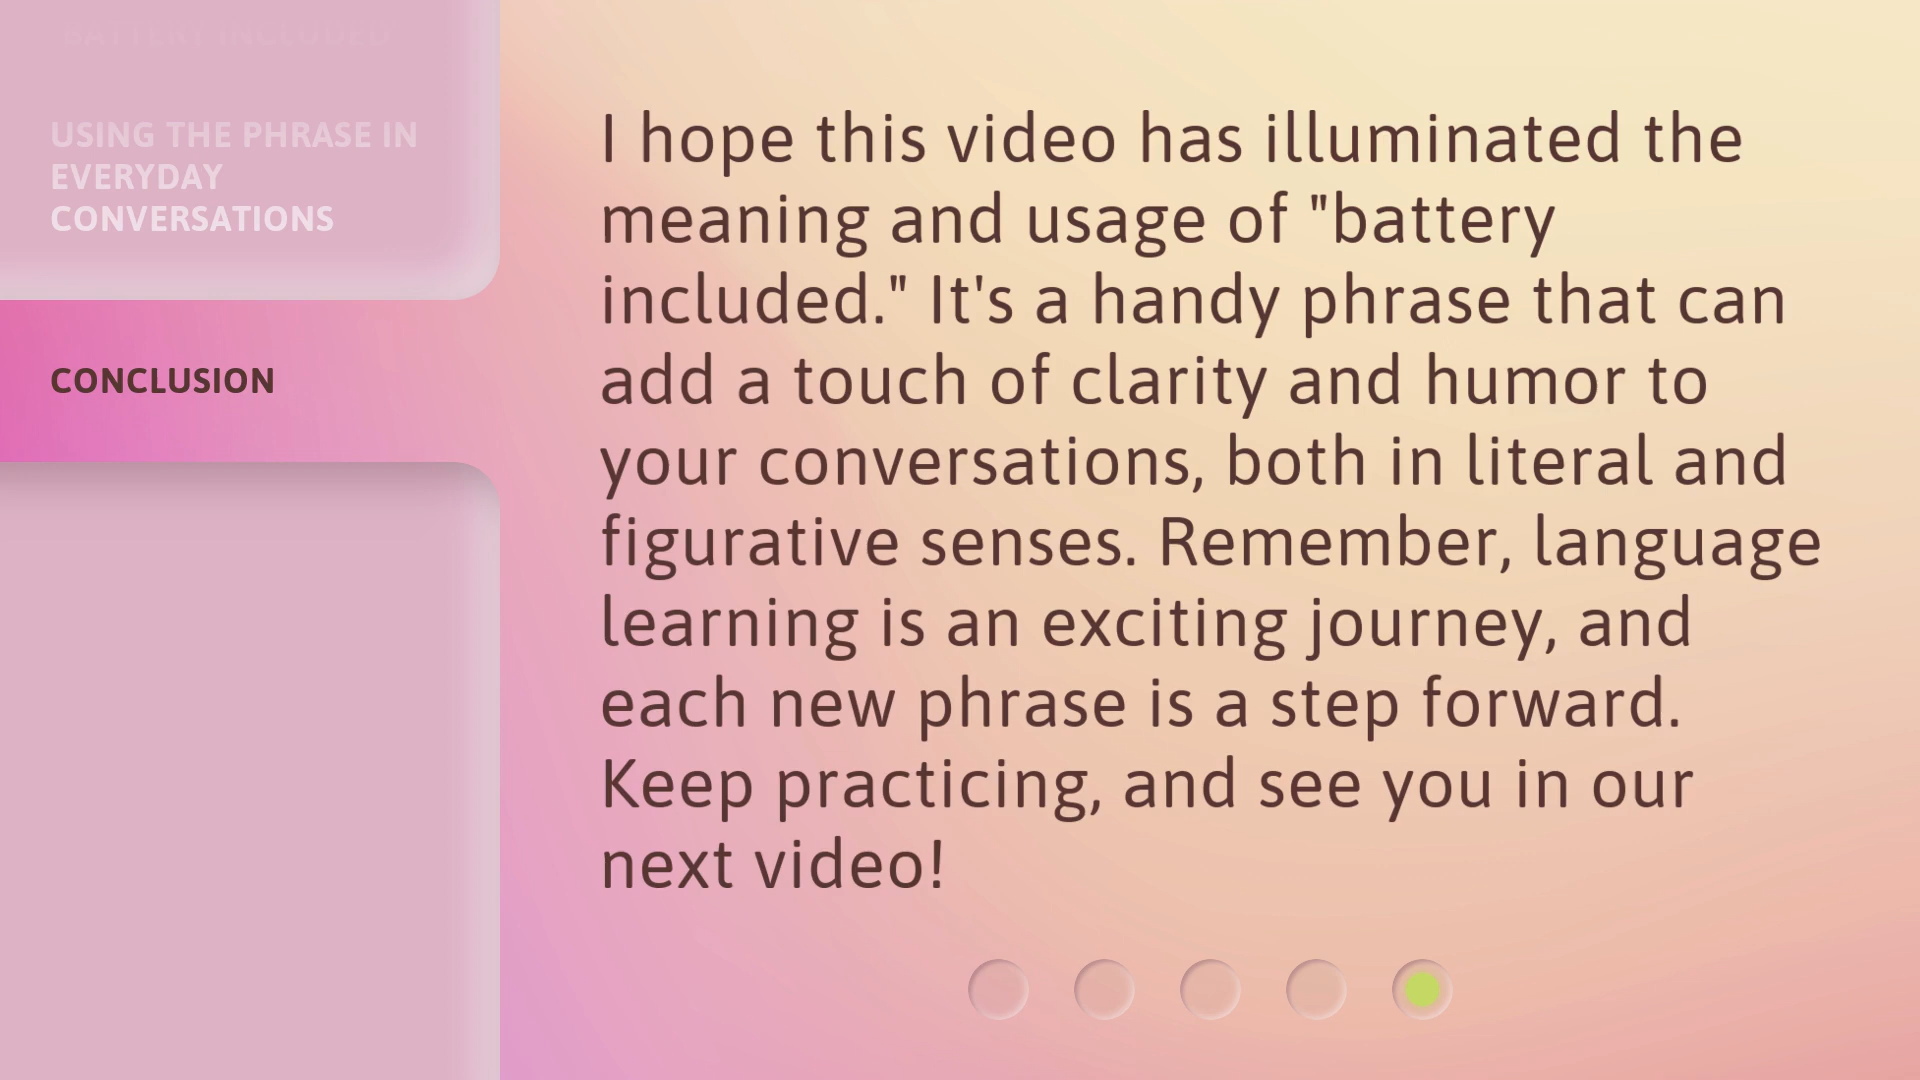 BATTERY INCLUDED
USING THE PHRASE IN
EVERYDAY
CONVERSATIONS
CONCLUSION
I hope this video has illuminated the
meaning and usage of "battery
included." It's a handy phrase that can
add a touch of clarity and humor to
your conversations, both in literal and
figurative senses. Remember, language
learning is an exciting journey, and
each new phrase is a step forward.
Keep practicing, and see you in our
next video!